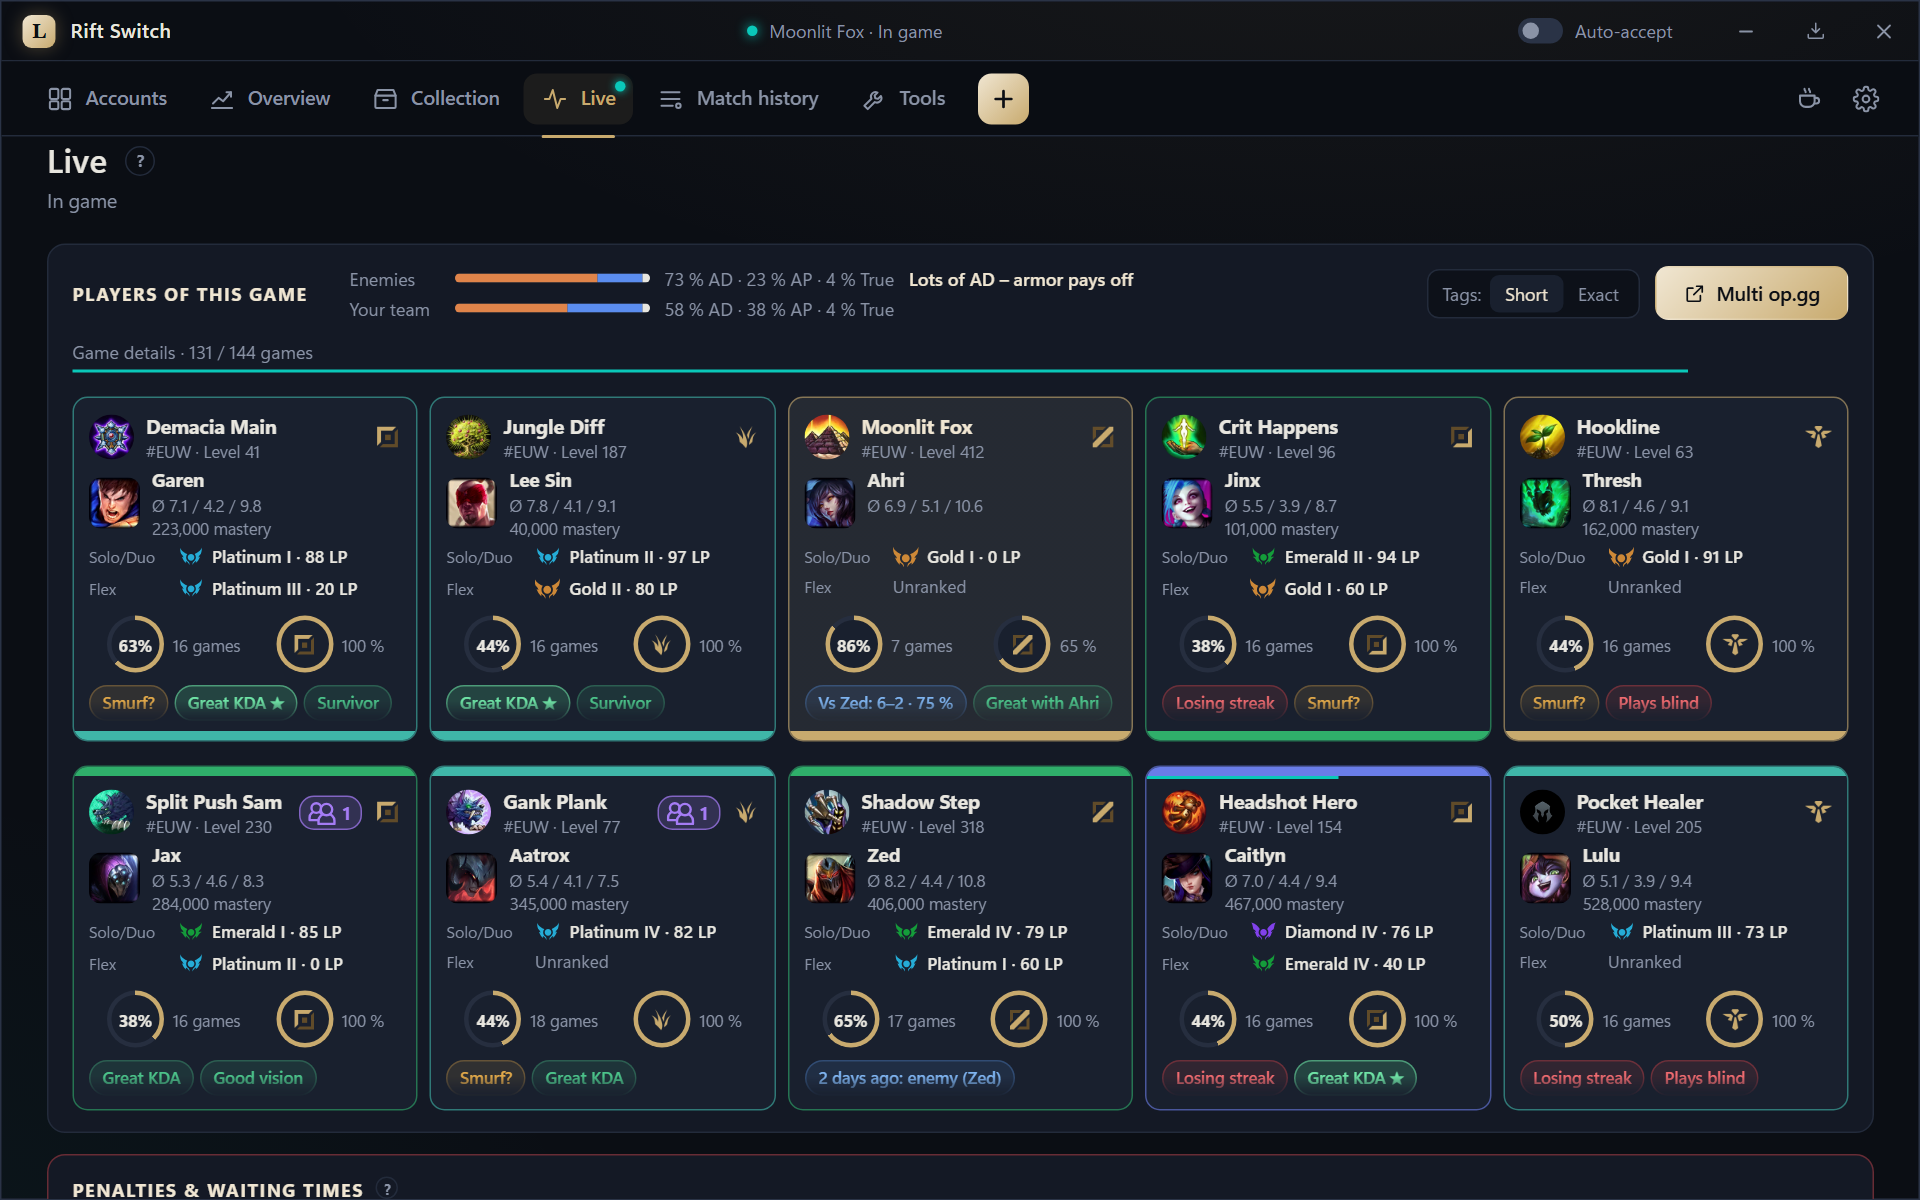 L Rift Switch
Moonlit Fox · In game
Auto-accept
Accounts
Overview
Collection
Live
Match history
Tools
+
Live ?
In game
PLAYERS OF THIS GAME
Enemies 73 % AD · 23 % AP · 4 % True Lots of AD – armor pays off
Your team 58 % AD · 38 % AP · 4 % True
Tags: Short Exact
Multi op.gg
Game details · 131 / 144 games
Demacia Main
#EUW · Level 41
Garen
Ø 7.1 / 4.2 / 9.8
223,000 mastery
Solo/Duo Platinum I · 88 LP
Flex Platinum III · 20 LP
63% 16 games 100 %
Smurf? Great KDA ★ Survivor
Jungle Diff
#EUW · Level 187
Lee Sin
Ø 7.8 / 4.1 / 9.1
40,000 mastery
Solo/Duo Platinum II · 97 LP
Flex Gold II · 80 LP
44% 16 games 100 %
Great KDA ★ Survivor
Moonlit Fox
#EUW · Level 412
Ahri
Ø 6.9 / 5.1 / 10.6
Solo/Duo Gold I · 0 LP
Flex Unranked
86% 7 games 65 %
Vs Zed: 6–2 · 75 % Great with Ahri
Crit Happens
#EUW · Level 96
Jinx
Ø 5.5 / 3.9 / 8.7
101,000 mastery
Solo/Duo Emerald II · 94 LP
Flex Gold I · 60 LP
38% 16 games 100 %
Losing streak Smurf?
Hookline
#EUW · Level 63
Thresh
Ø 8.1 / 4.6 / 9.1
162,000 mastery
Solo/Duo Gold I · 91 LP
Flex Unranked
44% 16 games 100 %
Smurf? Plays blind
Split Push Sam 1
#EUW · Level 230
Jax
Ø 5.3 / 4.6 / 8.3
284,000 mastery
Solo/Duo Emerald I · 85 LP
Flex Platinum II · 0 LP
38% 16 games 100 %
Great KDA Good vision
Gank Plank 1
#EUW · Level 77
Aatrox
Ø 5.4 / 4.1 / 7.5
345,000 mastery
Solo/Duo Platinum IV · 82 LP
Flex Unranked
44% 18 games 100 %
Smurf? Great KDA
Shadow Step
#EUW · Level 318
Zed
Ø 8.2 / 4.4 / 10.8
406,000 mastery
Solo/Duo Emerald IV · 79 LP
Flex Platinum I · 60 LP
65% 17 games 100 %
2 days ago: enemy (Zed)
Headshot Hero
#EUW · Level 154
Caitlyn
Ø 7.0 / 4.4 / 9.4
467,000 mastery
Solo/Duo Diamond IV · 76 LP
Flex Emerald IV · 40 LP
44% 16 games 100 %
Losing streak Great KDA ★
Pocket Healer
#EUW · Level 205
Lulu
Ø 5.1 / 3.9 / 9.4
528,000 mastery
Solo/Duo Platinum III · 73 LP
Flex Unranked
50% 16 games 100 %
Losing streak Plays blind
PENALTIES & WAITING TIMES ?